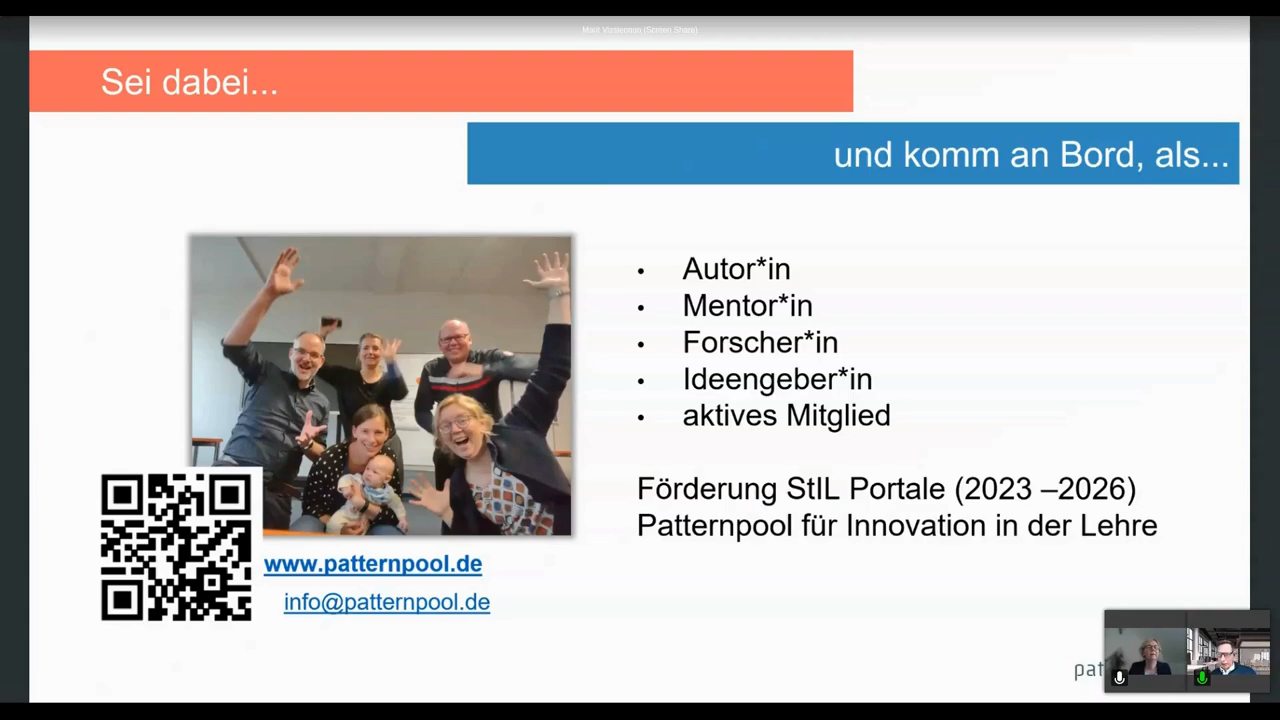 Sei dabei...
und komm an Bord, als...
• Autor*in
• Mentor*in
• Forscher*in
• Ideengeber*in
• aktives Mitglied
Förderung StIL Portale (2023 –2026)
Patternpool für Innovation in der Lehre
www.patternpool.de
info@patternpool.de
pat